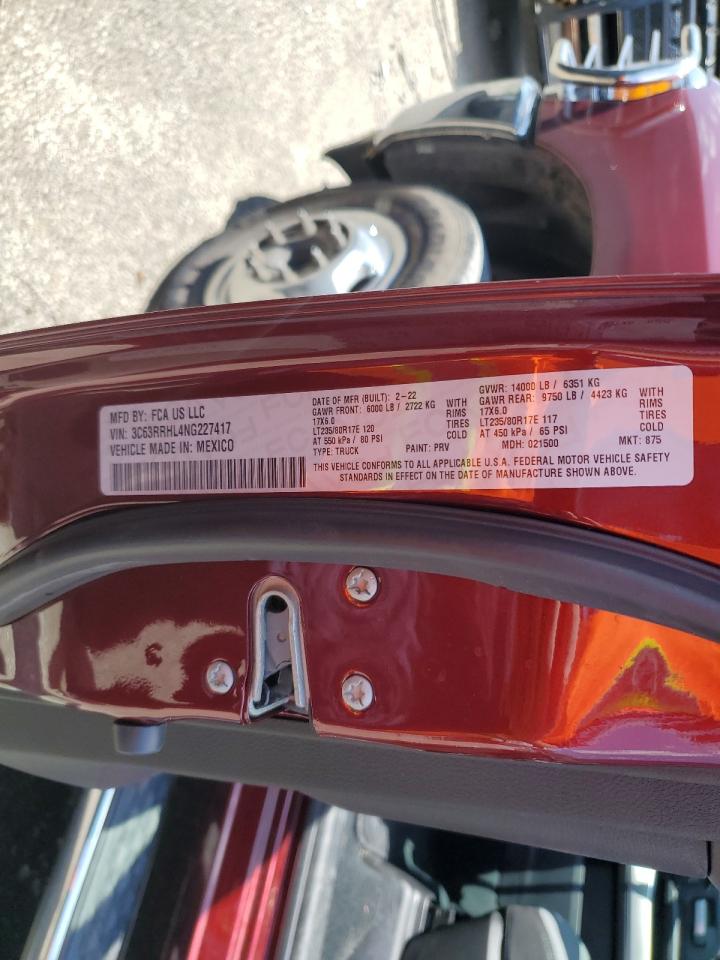 MFD BY: FCA US LLC
VIN: 3C63RRHL4NG227417
VEHICLE MADE IN: MEXICO
DATE OF MFR (BUILT): 2-22
GAWR FRONT: 6000 LB / 2722 KG
17X6.0 RIMS WITH
LT235/80R17E 120 TIRES
AT 550 kPa / 80 PSI COLD
TYPE: TRUCK PAINT: PRV
GVWR: 14000 LB / 6351 KG
GAWR REAR: 9750 LB / 4423 KG
17X6.0 RIMS WITH
LT235/80R17E 117 TIRES
AT 450 kPa / 65 PSI COLD
MDH: 021500 MKT: 875
THIS VEHICLE CONFORMS TO ALL APPLICABLE U.S.A. FEDERAL MOTOR VEHICLE SAFETY
STANDARDS IN EFFECT ON THE DATE OF MANUFACTURE SHOWN ABOVE.